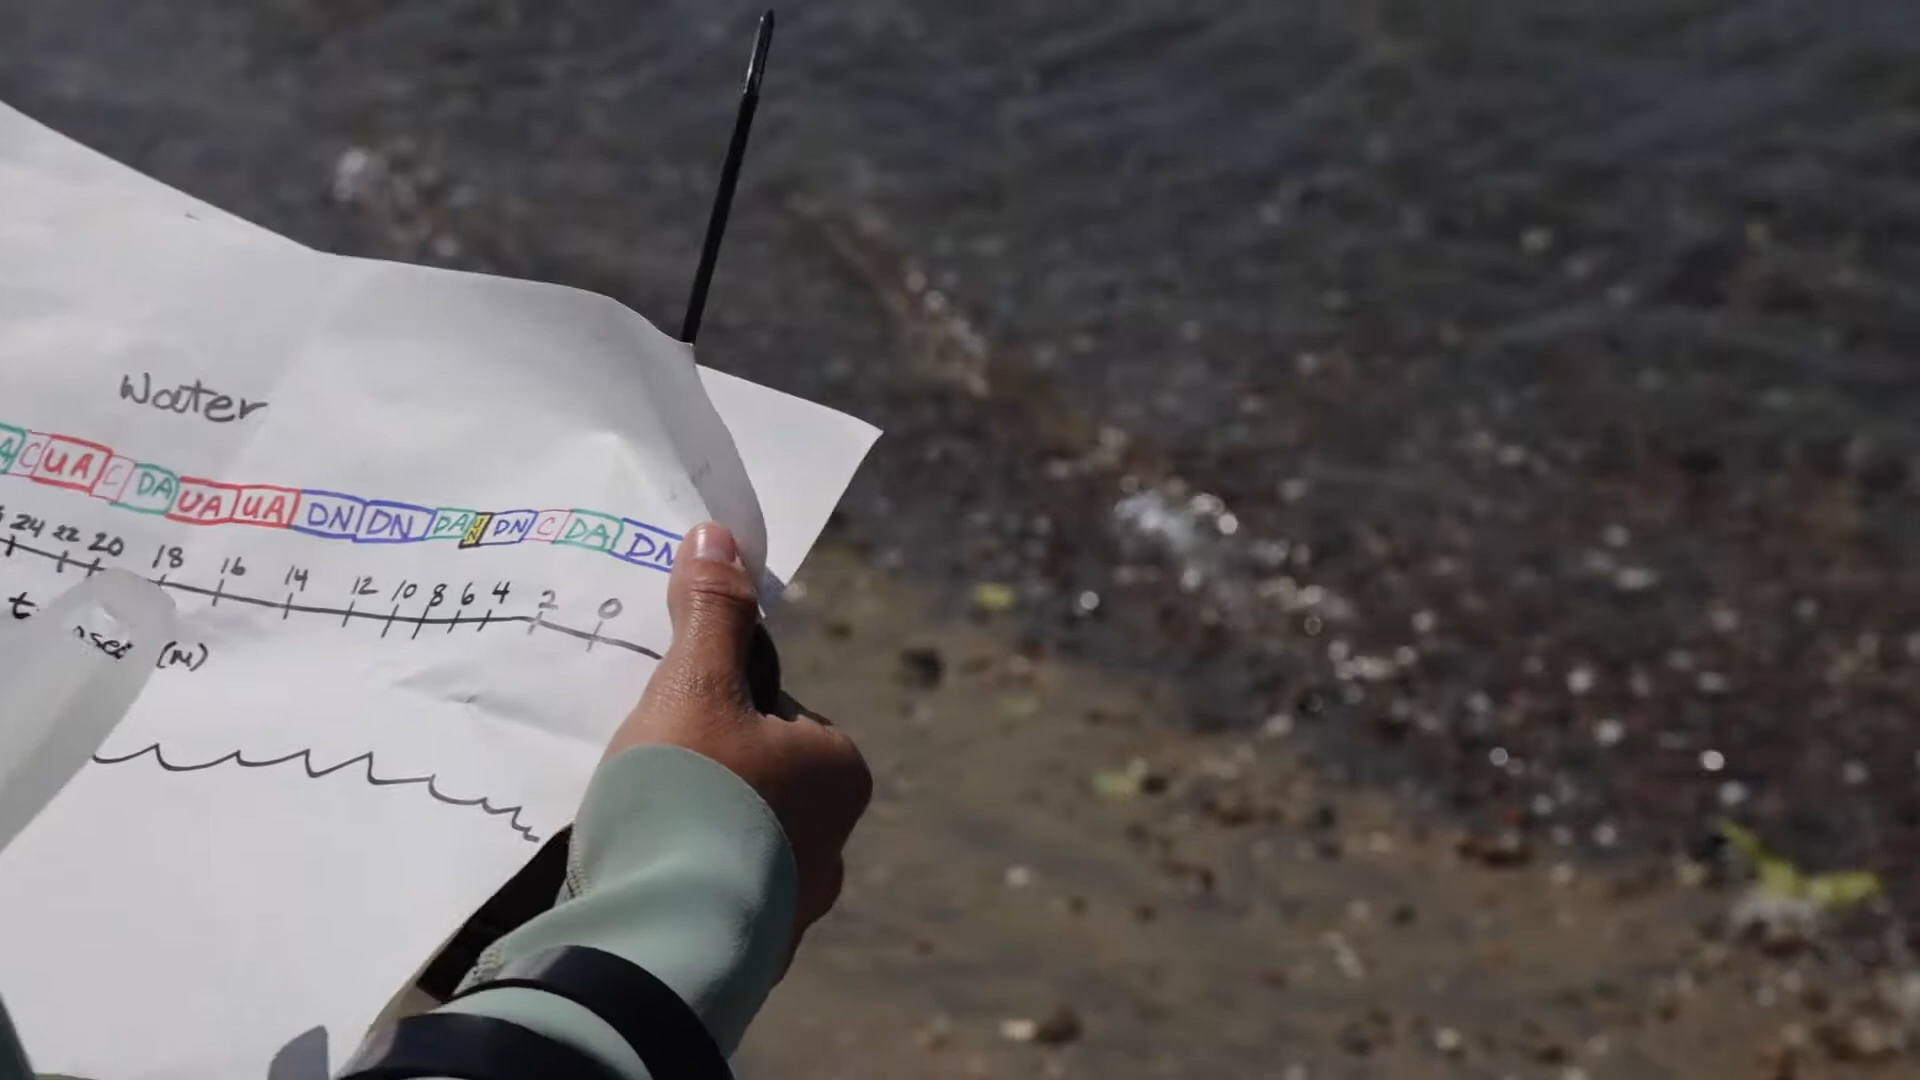 Water
A C UA C DA UA UA DN DN DA DN C DA DN
24 22 20 18 16 14 12 10 8 6 4 2 0
(m)